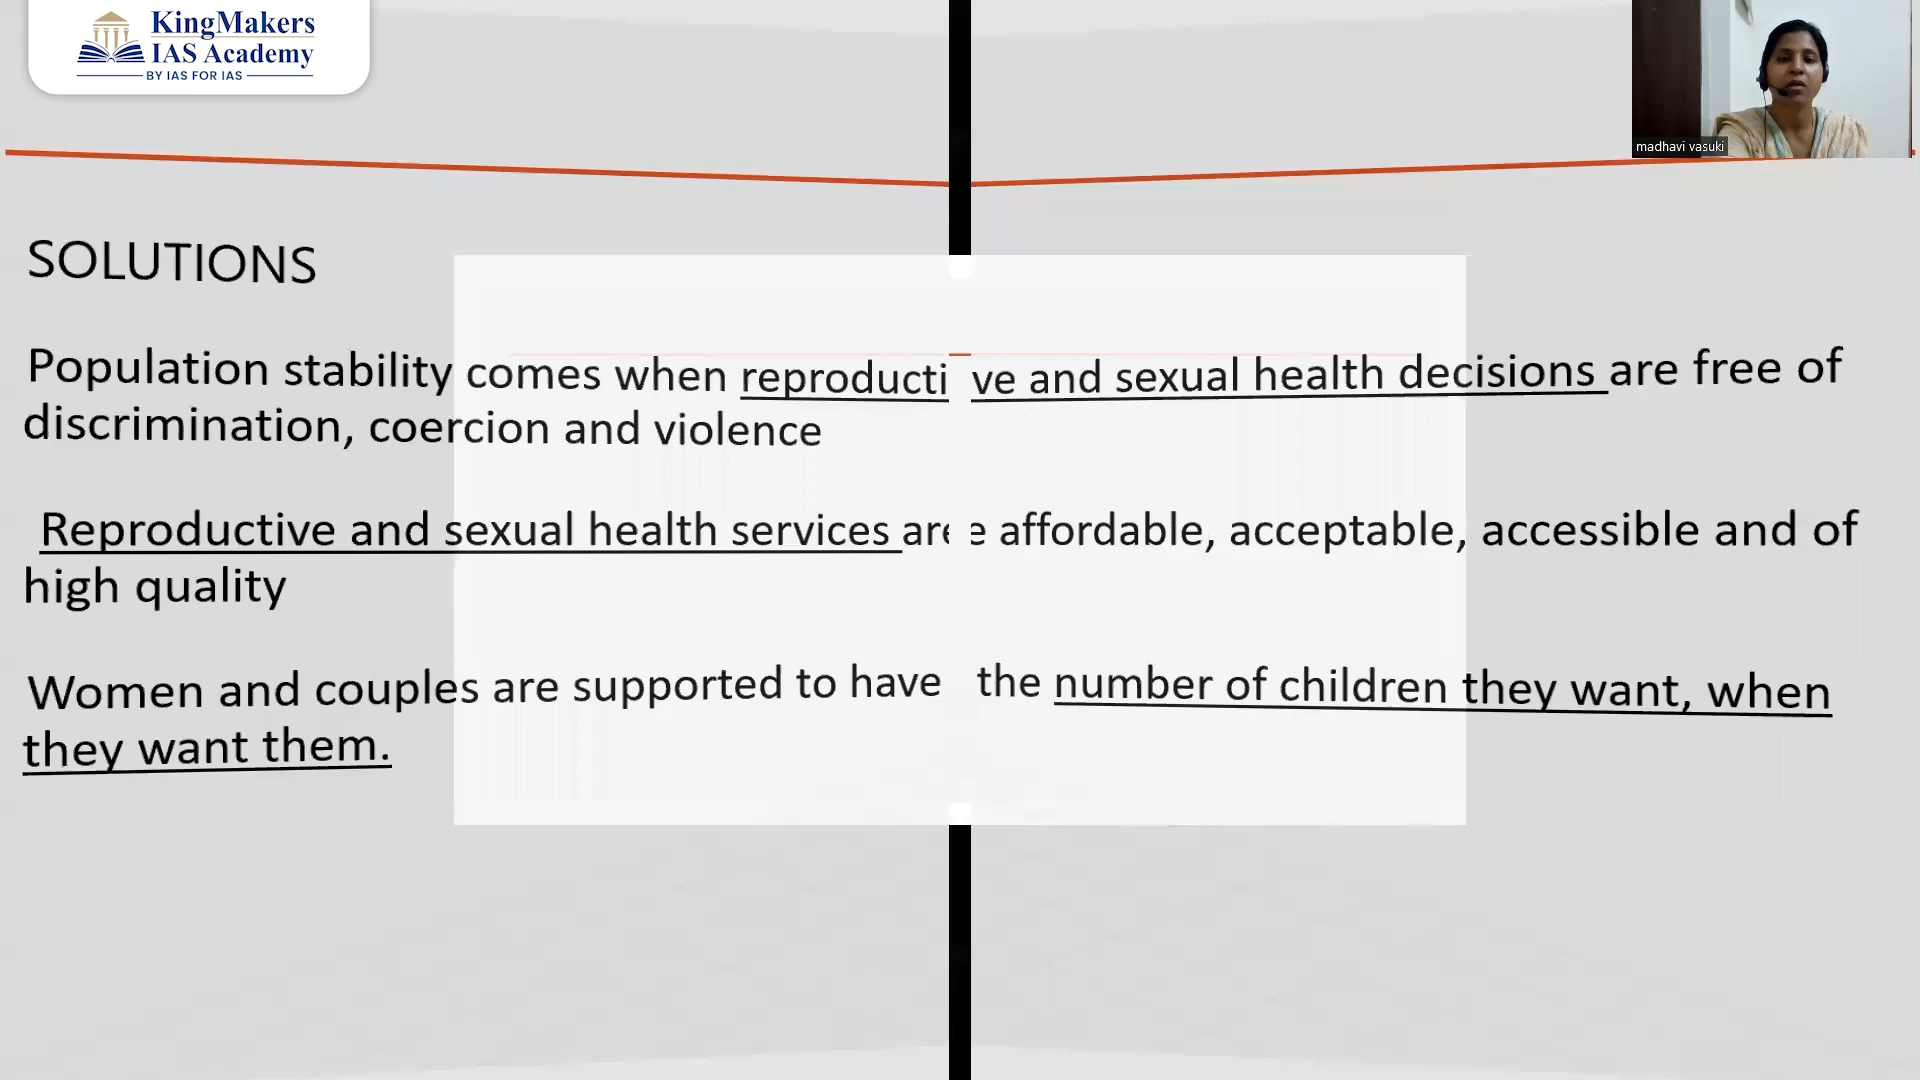 KingMakers
IAS Academy
BY IAS FOR IAS
madhavi vasuki
SOLUTIONS
Population stability comes when reproductive and sexual health decisions are free of
discrimination, coercion and violence
Reproductive and sexual health services are affordable, acceptable, accessible and of
high quality
Women and couples are supported to have the number of children they want, when
they want them.